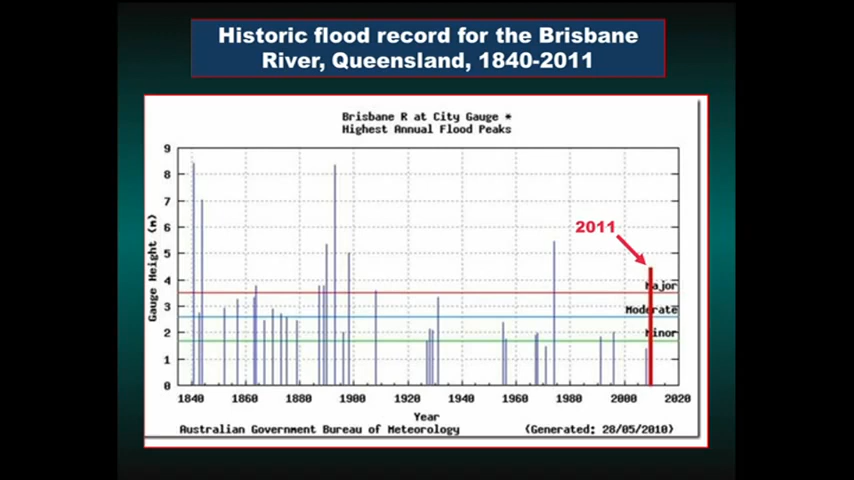 Historic flood record for the Brisbane
River, Queensland, 1840-2011
Brisbane R at City Gauge *
Highest Annual Flood Peaks
9
8
7
6
5
4
3
2
1
0
Gauge Height (m)
2011
Major
Moderate
Minor
1840 1860 1880 1900 1920 1940 1960 1980 2000 2020
Year
Australian Government Bureau of Meteorology (Generated: 28/05/2010)